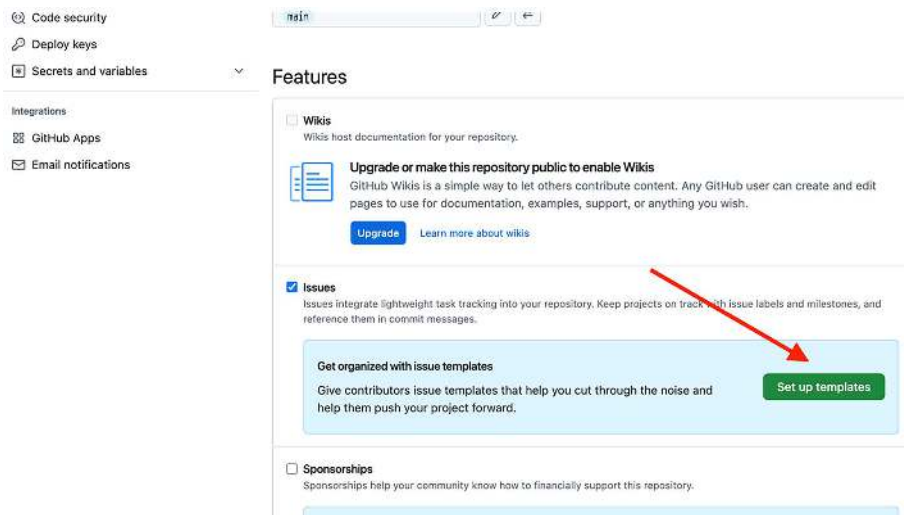 Code security
Deploy keys
Secrets and variables
Integrations
GitHub Apps
Email notifications
main
Features
Wikis
Wikis host documentation for your repository.
Upgrade or make this repository public to enable Wikis
GitHub Wikis is a simple way to let others contribute content. Any GitHub user can create and edit
pages to use for documentation, examples, support, or anything you wish.
Upgrade
Learn more about wikis
Issues
Issues integrate lightweight task tracking into your repository. Keep projects on track with issue labels and milestones, and
reference them in commit messages.
Get organized with issue templates
Give contributors issue templates that help you cut through the noise and
help them push your project forward.
Set up templates
Sponsorships
Sponsorships help your community know how to financially support this repository.